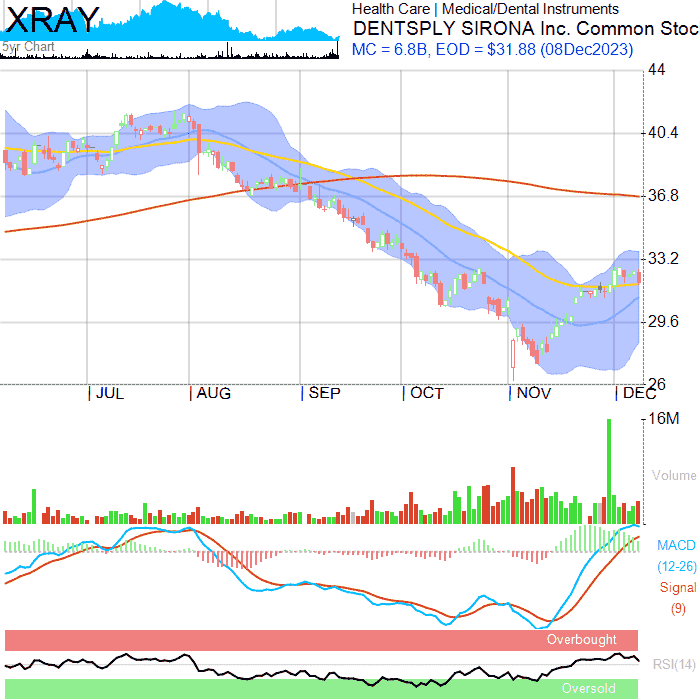 XRAY
5yr Chart
Health Care | Medical/Dental Instruments
DENTSPLY SIRONA Inc. Common Stoc
MC = 6.8B, EOD = $31.88 (08Dec2023)
44
40.4
36.8
33.2
29.6
26
JUL
AUG
SEP
OCT
NOV
DEC
16M
Volume
MACD
(12-26)
Signal
(9)
Overbought
RSI(14)
Oversold